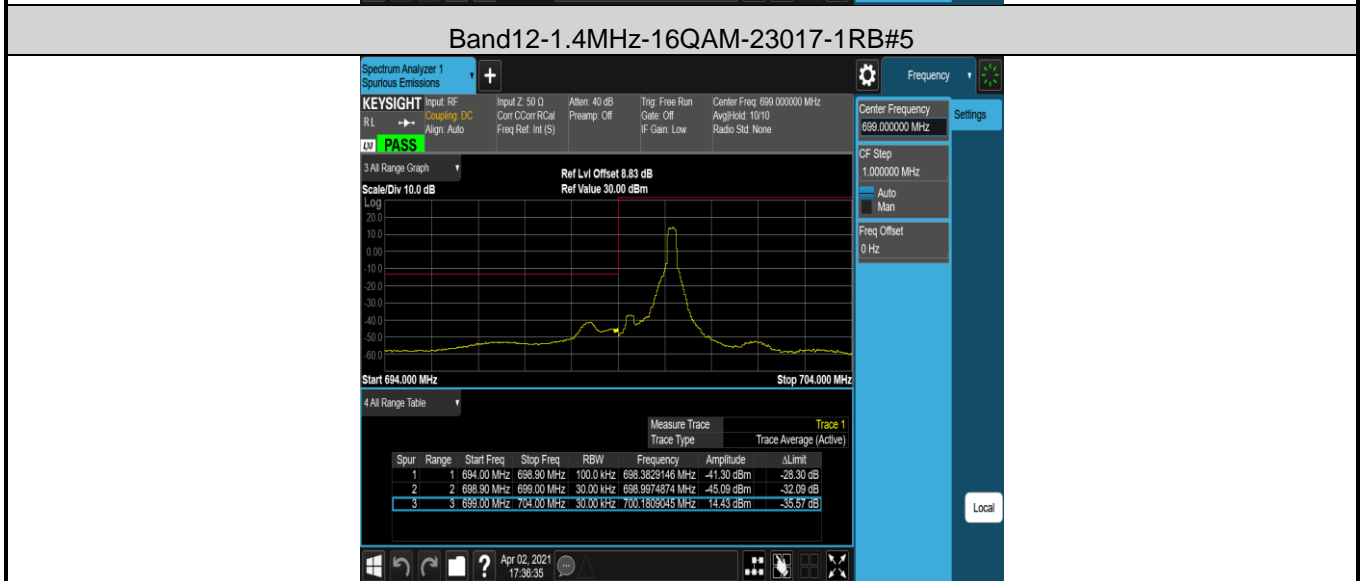 Band12-1.4MHz-16QAM-23017-1RB#5
Spectrum Analyzer 1
Spurious Emissions
+
Frequency
KEYSIGHT Input: RF Input Z: 50 Ω Atten: 40 dB Trig: Free Run Center Freq: 699.000000 MHz
RL Coupling: DC Corr CCorr RCal Preamp: Off Gate: Off Avg|Hold: 10/10
Align: Auto Freq Ref: Int (S) IF Gain: Low Radio Std: None
LXI PASS
Center Frequency
699.000000 MHz
Settings
CF Step
1.000000 MHz
Auto
Man
Freq Offset
0 Hz
3 All Range Graph
Ref Lvl Offset 8.83 dB
Scale/Div 10.0 dB Ref Value 30.00 dBm
Log
20.0
10.0
0.00
-10.0
-20.0
-30.0
-40.0
-50.0
-60.0
Start 694.000 MHz Stop 704.000 MHz
4 All Range Table
Measure Trace Trace 1
Trace Type Trace Average (Active)
Spur Range Start Freq Stop Freq RBW Frequency Amplitude ΔLimit
1 1 694.00 MHz 698.90 MHz 100.0 kHz 698.3829146 MHz -41.30 dBm -28.30 dB
2 2 698.90 MHz 699.00 MHz 30.00 kHz 698.9974874 MHz -45.09 dBm -32.09 dB
3 3 699.00 MHz 704.00 MHz 30.00 kHz 700.1809045 MHz 14.43 dBm -35.57 dB
Local
? Apr 02, 2021
17:36:35